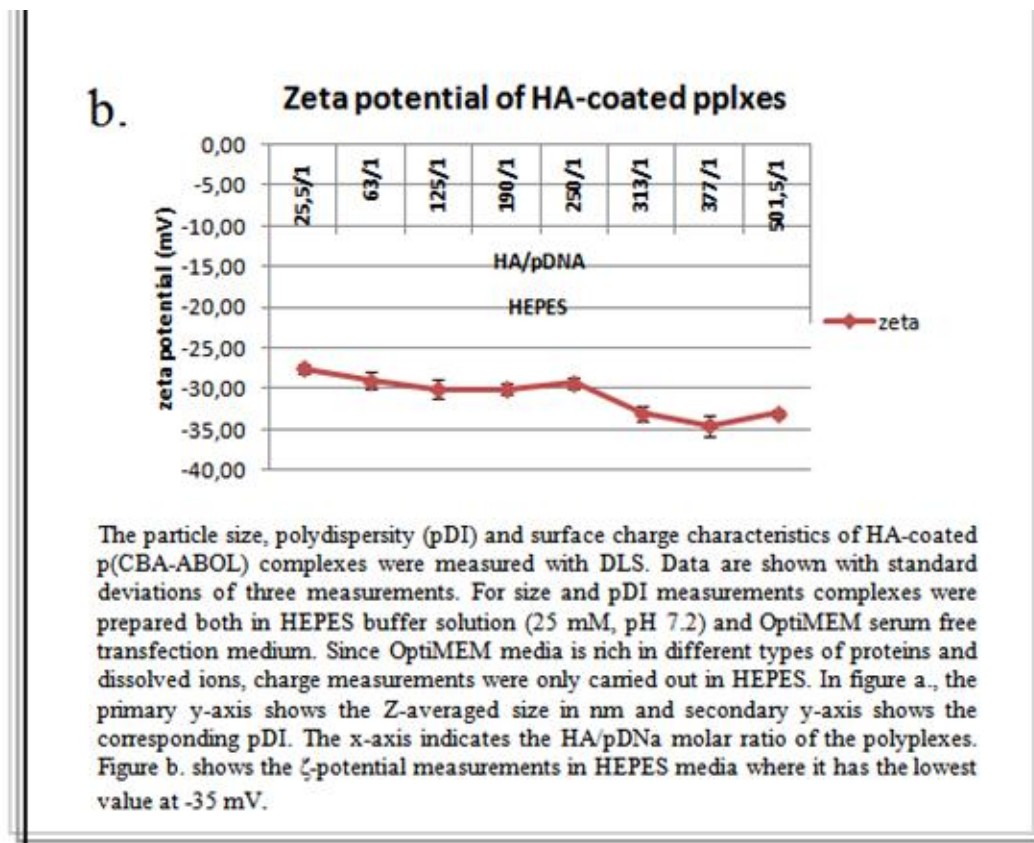 b.
Zeta potential of HA-coated pplxes
0,00
-5,00
-10,00
-15,00
-20,00
-25,00
-30,00
-35,00
-40,00
zeta potential (mV)
25,5/1
63/1
125/1
190/1
250/1
313/1
377/1
501,5/1
HA/pDNA
HEPES
zeta
The particle size, polydispersity (pDI) and surface charge characteristics of HA-coated
p(CBA-ABOL) complexes were measured with DLS. Data are shown with standard
deviations of three measurements. For size and pDI measurements complexes were
prepared both in HEPES buffer solution (25 mM, pH 7.2) and OptiMEM serum free
transfection medium. Since OptiMEM media is rich in different types of proteins and
dissolved ions, charge measurements were only carried out in HEPES. In figure a., the
primary y-axis shows the Z-averaged size in nm and secondary y-axis shows the
corresponding pDI. The x-axis indicates the HA/pDNa molar ratio of the polyplexes.
Figure b. shows the ζ-potential measurements in HEPES media where it has the lowest
value at -35 mV.